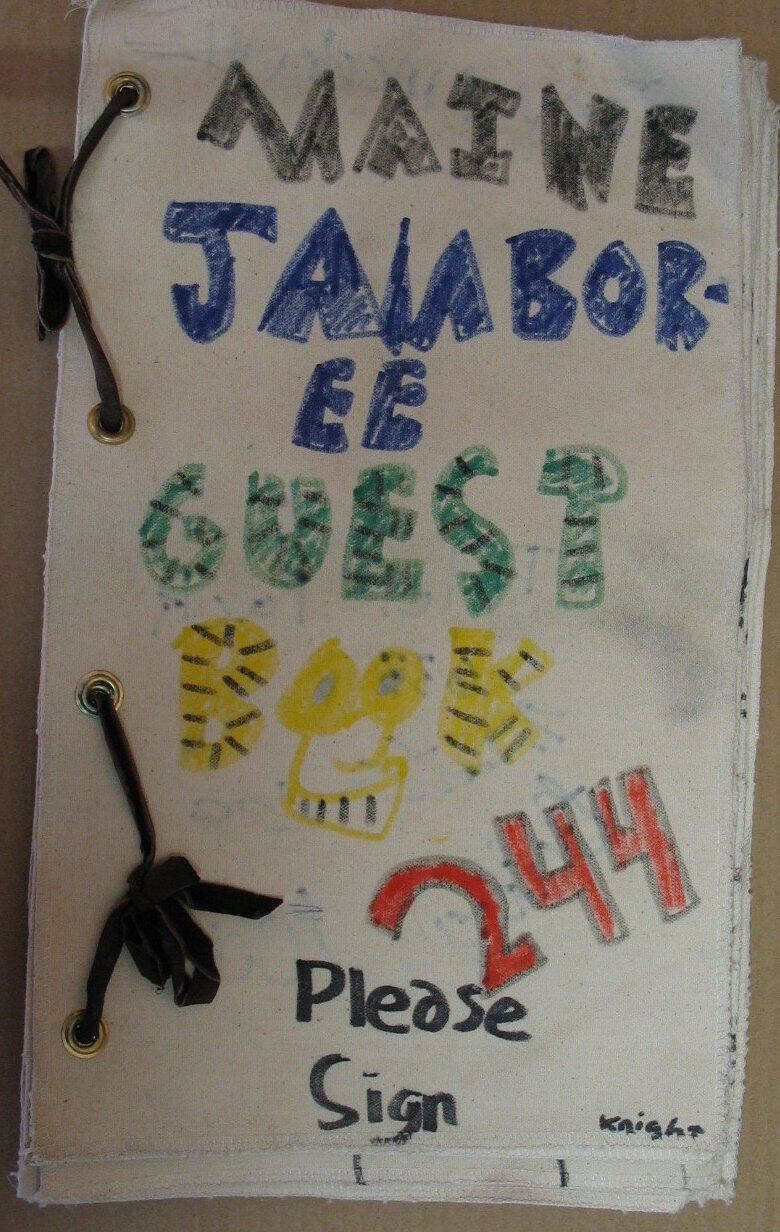 MAINE
JAMBOR-
EE
GUEST
BOOK
244
Please
Sign
Knight